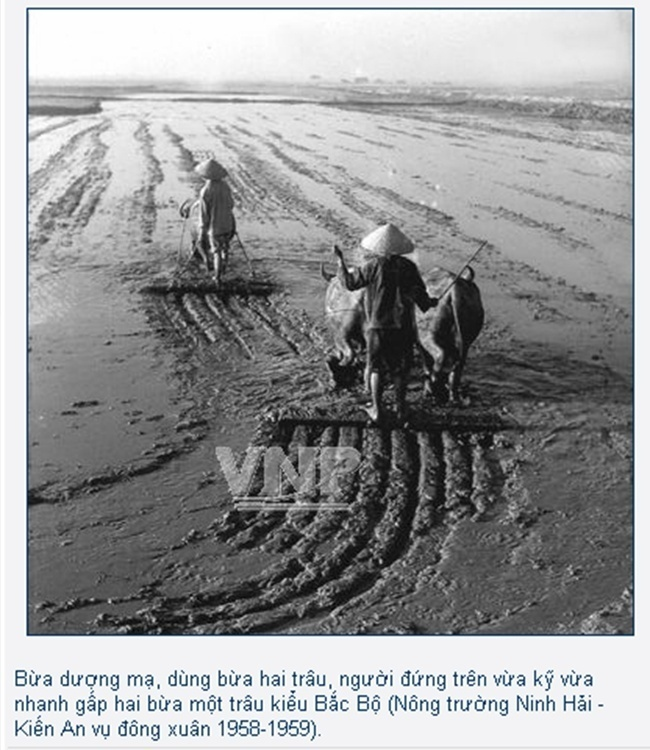 VNP
Bừa dượng mạ, dùng bừa hai trâu, người đứng trên vừa kỹ vừa
nhanh gấp hai bừa một trâu kiểu Bắc Bộ (Nông trường Ninh Hải -
Kiến An vụ đông xuân 1958-1959).